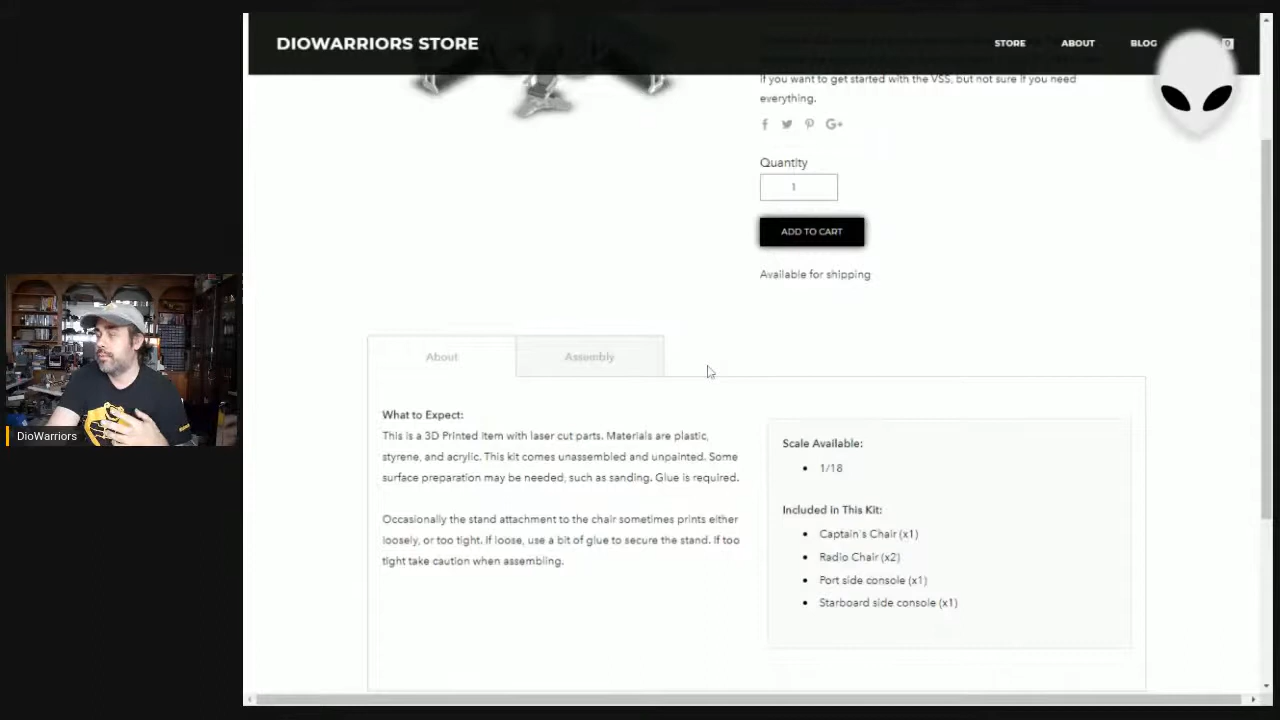 DIOWARRIORS STORE
STORE
ABOUT
BLOG
0
If you want to get started with the VSS, but not sure if you need
everything.
Quantity
1
ADD TO CART
Available for shipping
About
Assembly
What to Expect:
This is a 3D Printed item with laser cut parts. Materials are plastic,
styrene, and acrylic. This kit comes unassembled and unpainted. Some
surface preparation may be needed, such as sanding. Glue is required.
Occasionally the stand attachment to the chair sometimes prints either
loosely, or too tight. If loose, use a bit of glue to secure the stand. If too
tight take caution when assembling.
Scale Available:
• 1/18
Included in This Kit:
• Captain's Chair (x1)
• Radio Chair (x2)
• Port side console (x1)
• Starboard side console (x1)
DioWarriors